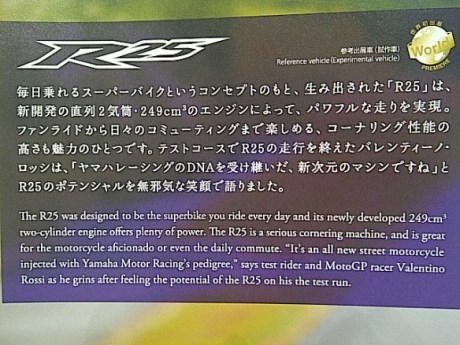 R25
参考出展車（試作車）
Reference vehicle (Experimental vehicle)
世界初出展
World
PREMIERE
毎日乗れるスーパーバイクというコンセプトのもと、生み出された「R25」は、
新開発の直列2気筒・249cm³のエンジンによって、パワフルな走りを実現。
ファンライドから日々のコミューティングまで楽しめる、コーナリング性能の
高さも魅力のひとつです。テストコースでR25の走行を終えたバレンティーノ・
ロッシは、「ヤマハレーシングのDNAを受け継いだ、新次元のマシンですね」と
R25のポテンシャルを無邪気な笑顔で語りました。
The R25 was designed to be the superbike you ride every day and its newly developed 249cm³
two-cylinder engine offers plenty of power. The R25 is a serious cornering machine, and is great
for the motorcycle aficionado or even the daily commute. “It’s an all new street motorcycle
injected with Yamaha Motor Racing’s pedigree,” says test rider and MotoGP racer Valentino
Rossi as he grins after feeling the potential of the R25 on his the test run.